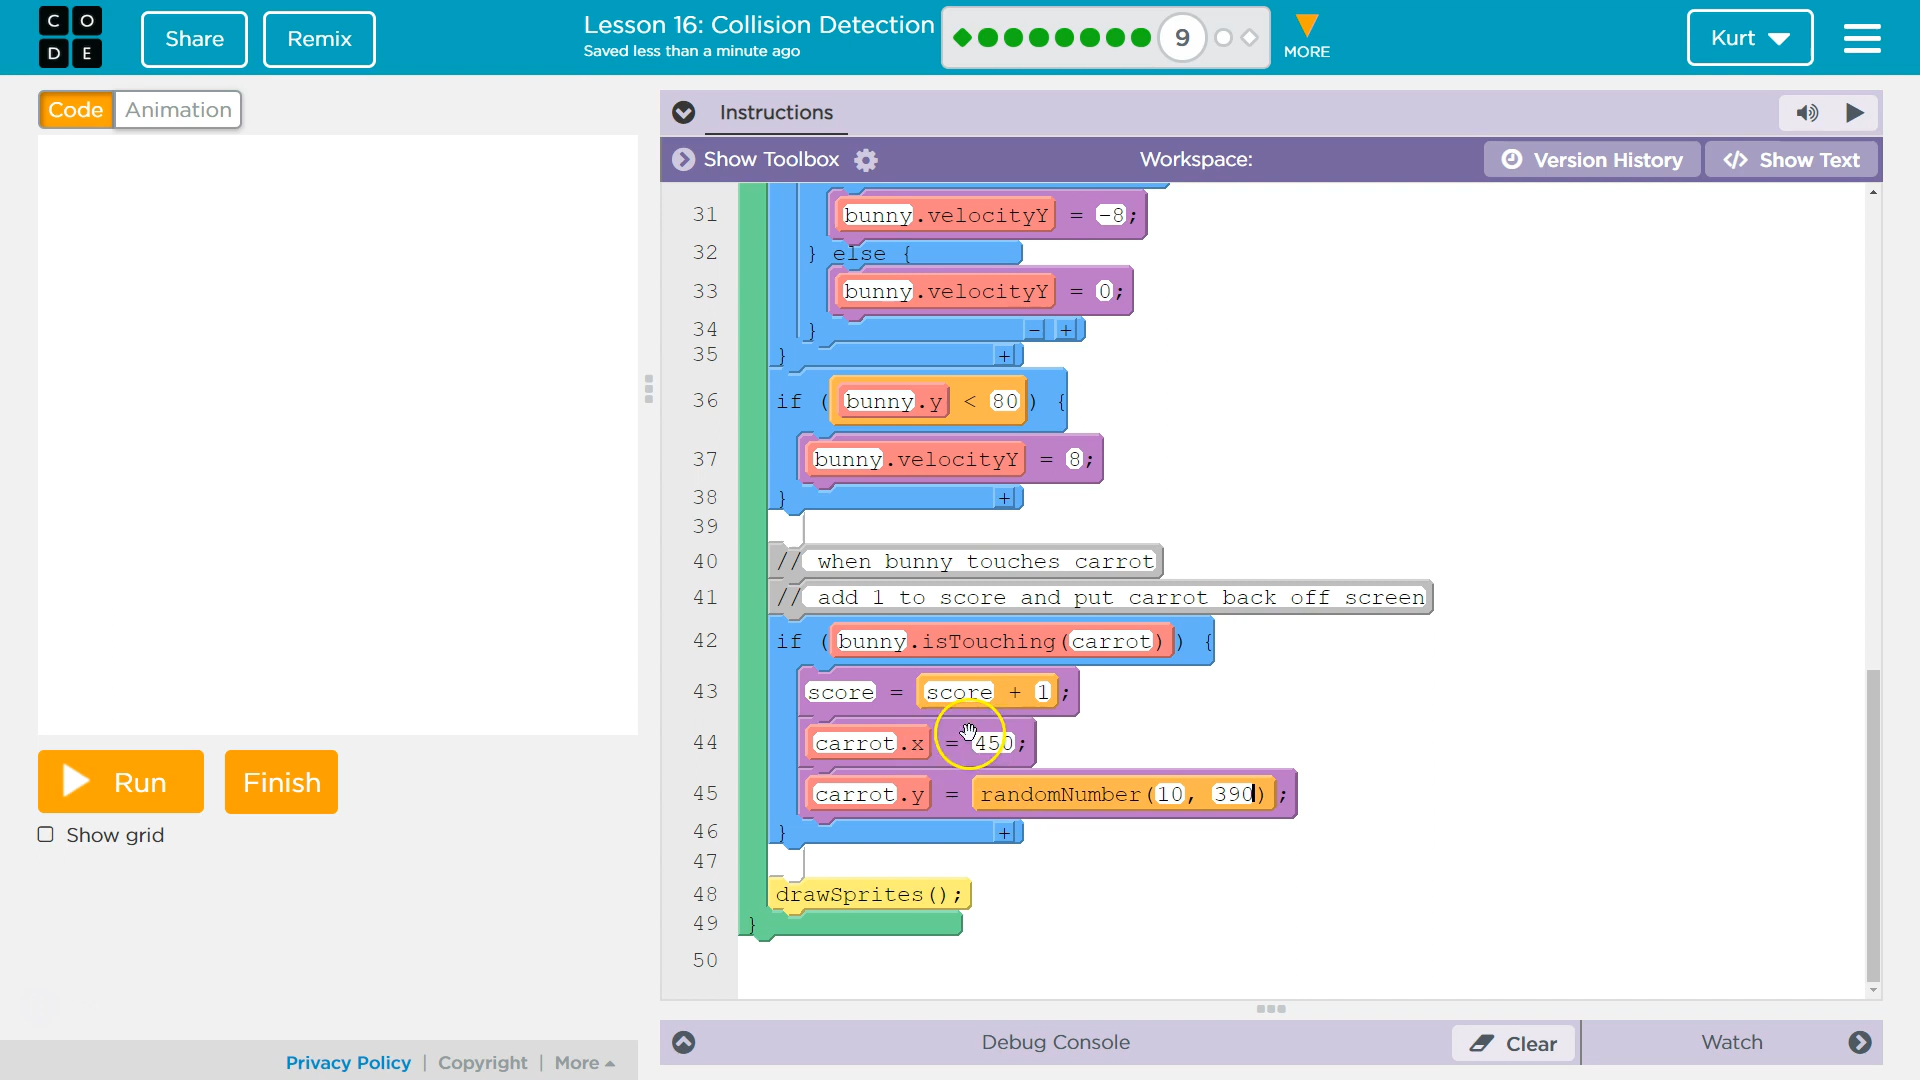 CODE
Share
Remix
Lesson 16: Collision Detection
Saved less than a minute ago
9
MORE
Kurt
Code
Animation
Instructions
Show Toolbox
Workspace:
Version History
</> Show Text
31 bunny.velocityY = -8;
32 } else {
33 bunny.velocityY = 0;
34 } - +
35 } +
36 if (bunny.y < 80) {
37 bunny.velocityY = 8;
38 } +
39
40 // when bunny touches carrot
41 // add 1 to score and put carrot back off screen
42 if (bunny.isTouching(carrot)) {
43 score = score + 1;
44 carrot.x = 450;
45 carrot.y = randomNumber(10, 390);
46 } +
47
48 drawSprites();
49 }
50
Run
Finish
Show grid
Privacy Policy | Copyright | More
Debug Console
Clear
Watch